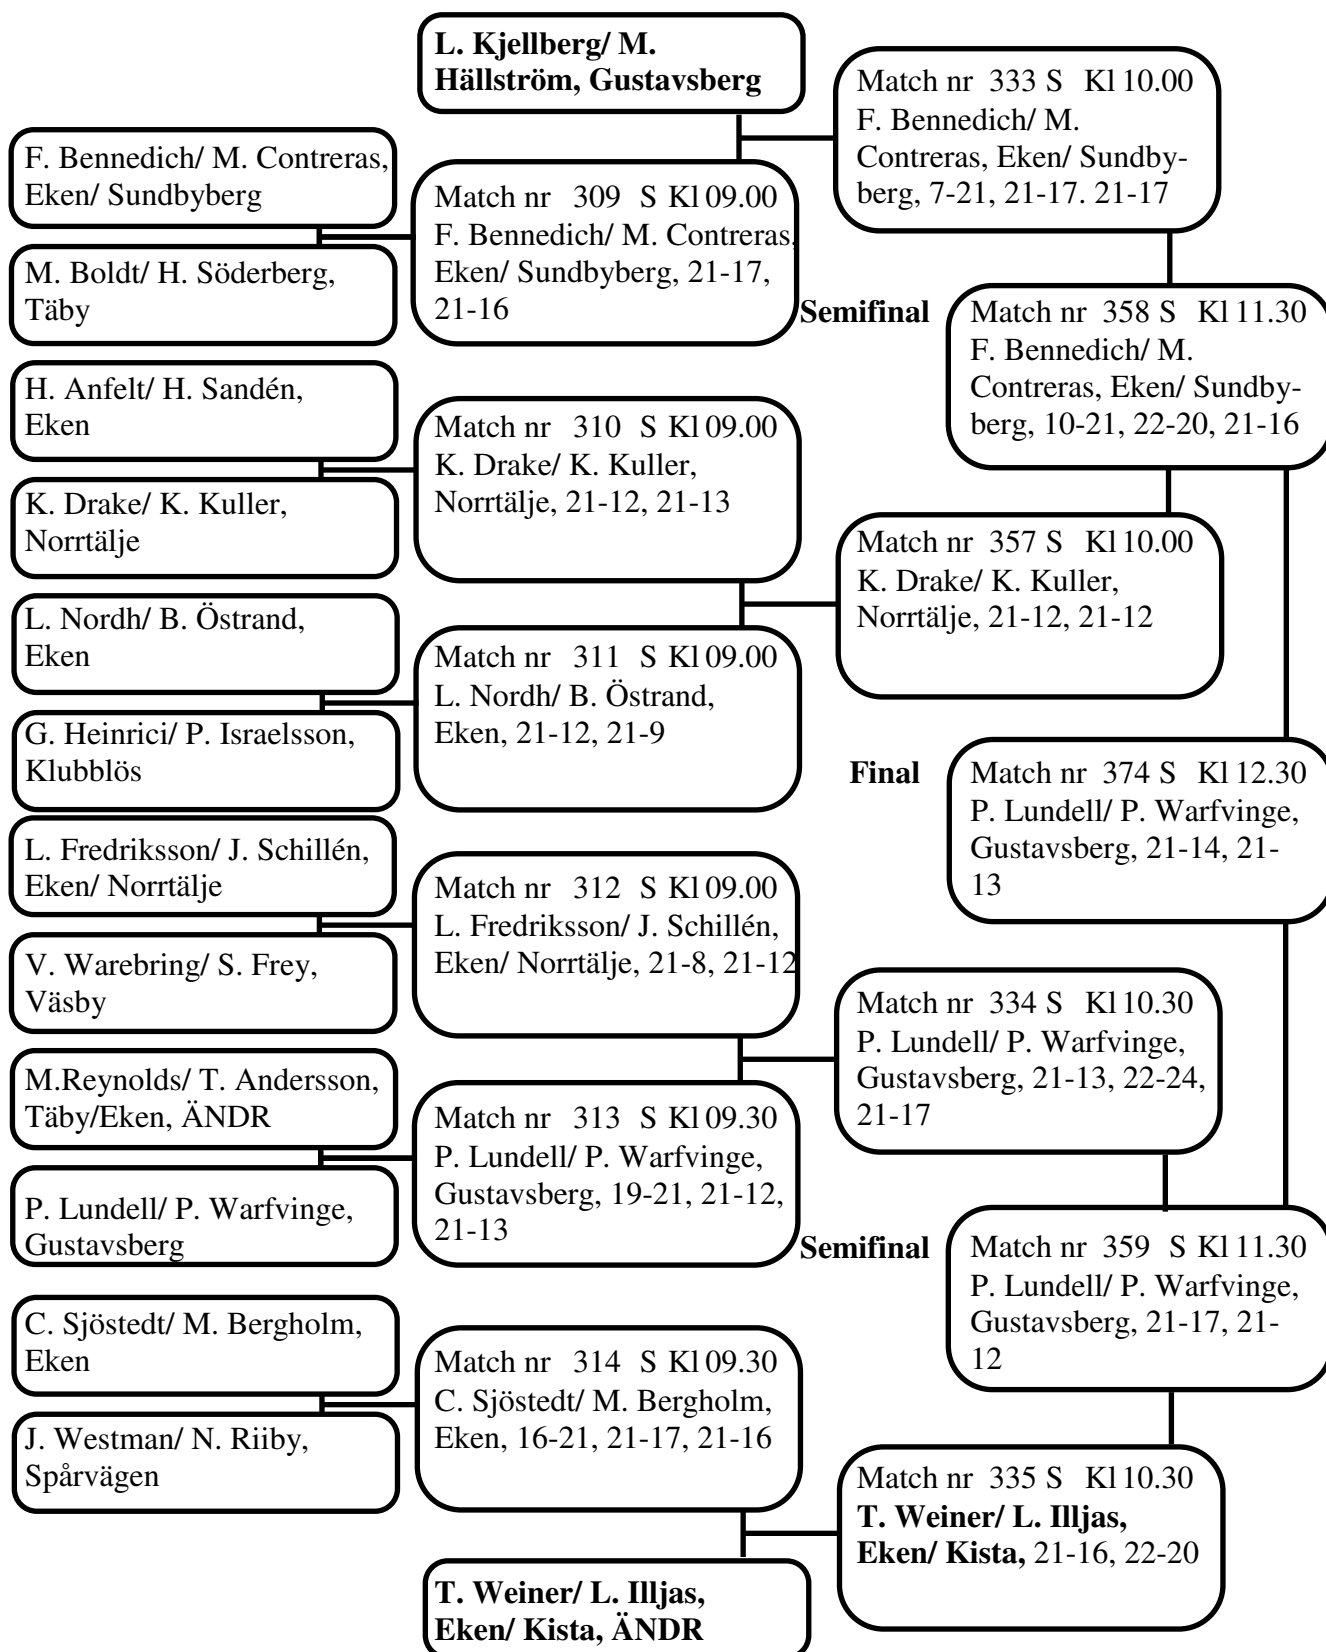 L. Kjellberg/ M.
Hällström, Gustavsberg
F. Bennedich/ M. Contreras,
Eken/ Sundbyberg
M. Boldt/ H. Söderberg,
Täby
H. Anfelt/ H. Sandén,
Eken
K. Drake/ K. Kuller,
Norrtälje
L. Nordh/ B. Östrand,
Eken
G. Heinrici/ P. Israelsson,
Klubblös
L. Fredriksson/ J. Schillén,
Eken/ Norrtälje
V. Warebring/ S. Frey,
Väsby
M.Reynolds/ T. Andersson,
Täby/Eken, ÄNDR
P. Lundell/ P. Warfvinge,
Gustavsberg
C. Sjöstedt/ M. Bergholm,
Eken
J. Westman/ N. Riiby,
Spårvägen
Match nr 309 S Kl 09.00
F. Bennedich/ M. Contreras,
Eken/ Sundbyberg, 21-17,
21-16
Match nr 310 S Kl 09.00
K. Drake/ K. Kuller,
Norrtälje, 21-12, 21-13
Match nr 311 S Kl 09.00
L. Nordh/ B. Östrand,
Eken, 21-12, 21-9
Match nr 312 S Kl 09.00
L. Fredriksson/ J. Schillén,
Eken/ Norrtälje, 21-8, 21-12
Match nr 313 S Kl 09.30
P. Lundell/ P. Warfvinge,
Gustavsberg, 19-21, 21-12,
21-13
Match nr 314 S Kl 09.30
C. Sjöstedt/ M. Bergholm,
Eken, 16-21, 21-17, 21-16
T. Weiner/ L. Illjas,
Eken/ Kista, ÄNDR
Match nr 333 S Kl 10.00
F. Bennedich/ M.
Contreras, Eken/ Sundby-
berg, 7-21, 21-17. 21-17
Semifinal
Match nr 358 S Kl 11.30
F. Bennedich/ M.
Contreras, Eken/ Sundby-
berg, 10-21, 22-20, 21-16
Match nr 357 S Kl 10.00
K. Drake/ K. Kuller,
Norrtälje, 21-12, 21-12
Final
Match nr 374 S Kl 12.30
P. Lundell/ P. Warfvinge,
Gustavsberg, 21-14, 21-
13
Match nr 334 S Kl 10.30
P. Lundell/ P. Warfvinge,
Gustavsberg, 21-13, 22-24,
21-17
Semifinal
Match nr 359 S Kl 11.30
P. Lundell/ P. Warfvinge,
Gustavsberg, 21-17, 21-
12
Match nr 335 S Kl 10.30
T. Weiner/ L. Illjas,
Eken/ Kista, 21-16, 22-20